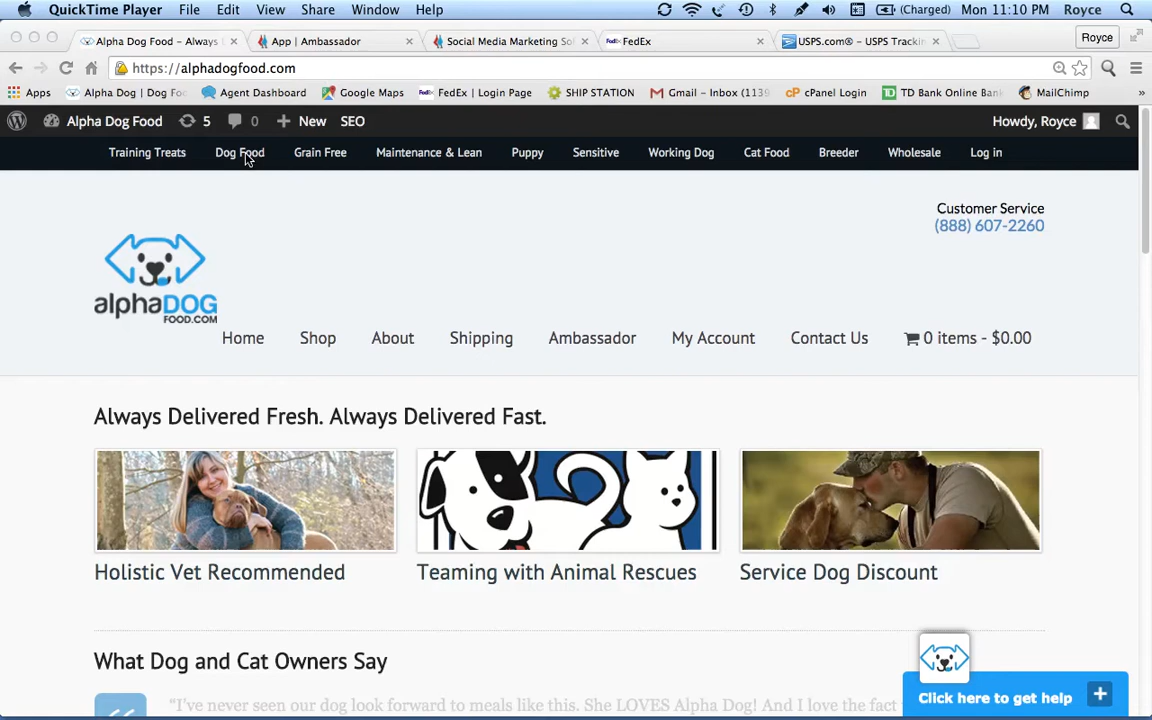 QuickTime Player File Edit View Share Window Help (Charged) Mon 11:10 PM Royce
Alpha Dog Food – Always App | Ambassador Social Media Marketing Sol FedEx USPS.com® – USPS Trackin Royce
https://alphadogfood.com
Apps Alpha Dog | Dog Foo Agent Dashboard Google Maps FedEx | Login Page SHIP STATION Gmail – Inbox (1139 cPanel Login TD Bank Online Ban MailChimp »
Alpha Dog Food 5 0 New SEO Howdy, Royce
Training Treats Dog Food Grain Free Maintenance & Lean Puppy Sensitive Working Dog Cat Food Breeder Wholesale Log in
Customer Service
(888) 607-2260
alphaDOG
FOOD.COM
Home Shop About Shipping Ambassador My Account Contact Us 0 items - $0.00
Always Delivered Fresh. Always Delivered Fast.
Holistic Vet Recommended Teaming with Animal Rescues Service Dog Discount
What Dog and Cat Owners Say
“I've never seen our dog look forward to meals like this. She LOVES Alpha Dog! And I love the fact
Click here to get help